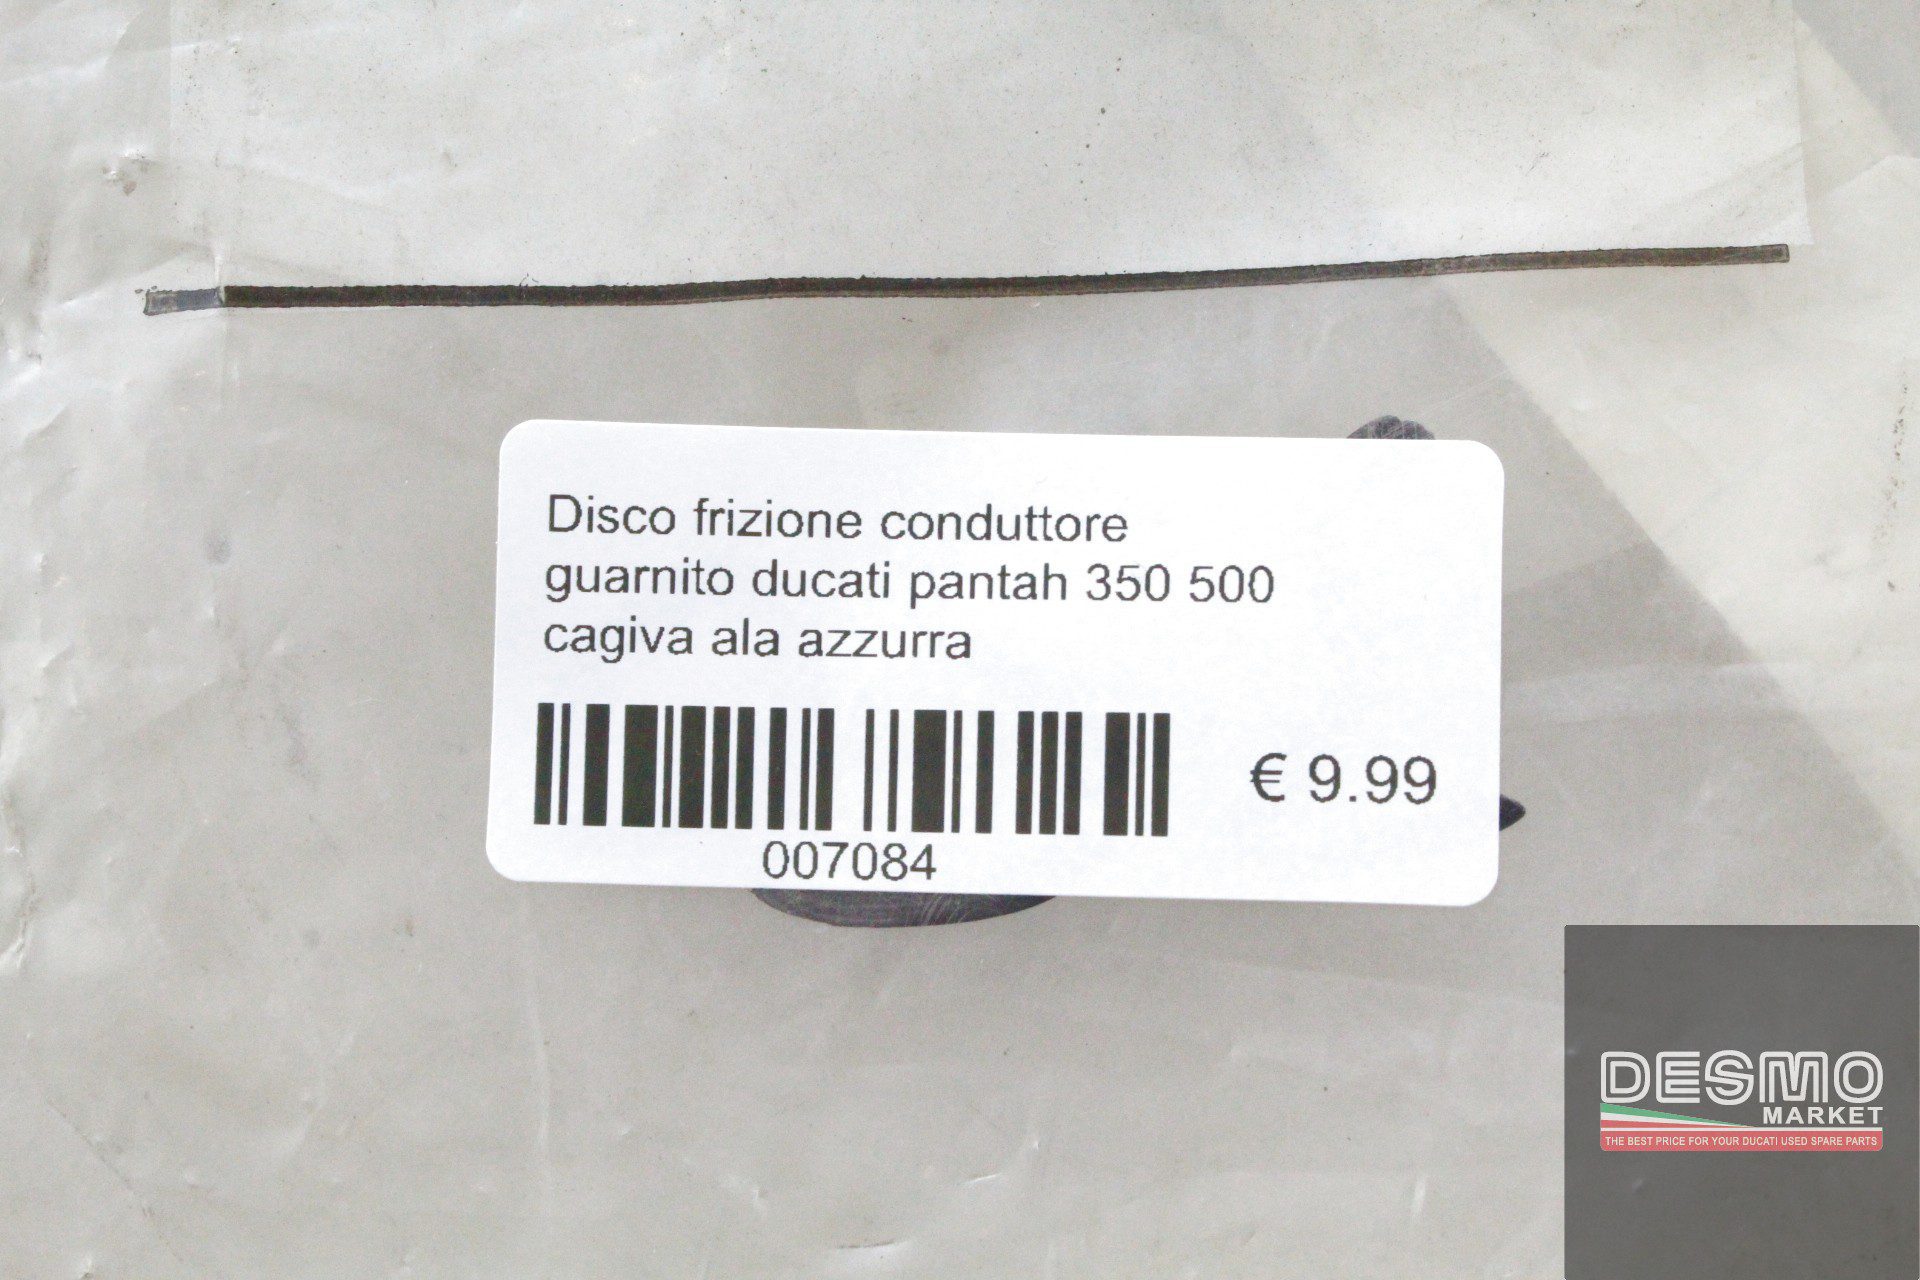 Disco frizione conduttore
guarnito ducati pantah 350 500
cagiva ala azzurra
€ 9.99
007084
DESMO
MARKET
THE BEST PRICE FOR YOUR DUCATI USED SPARE PARTS